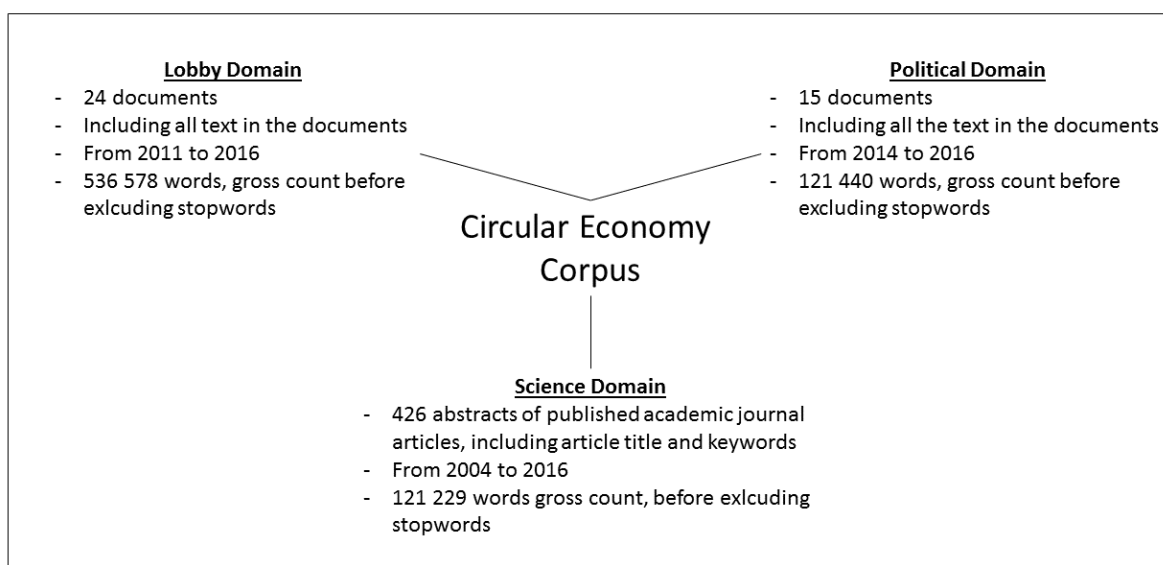 Lobby Domain
- 24 documents
- Including all text in the documents
- From 2011 to 2016
- 536 578 words, gross count before
exlcuding stopwords
Political Domain
- 15 documents
- Including all the text in the documents
- From 2014 to 2016
- 121 440 words, gross count before
excluding stopwords
Circular Economy
Corpus
Science Domain
- 426 abstracts of published academic journal
articles, including article title and keywords
- From 2004 to 2016
- 121 229 words gross count, before exlcuding
stopwords